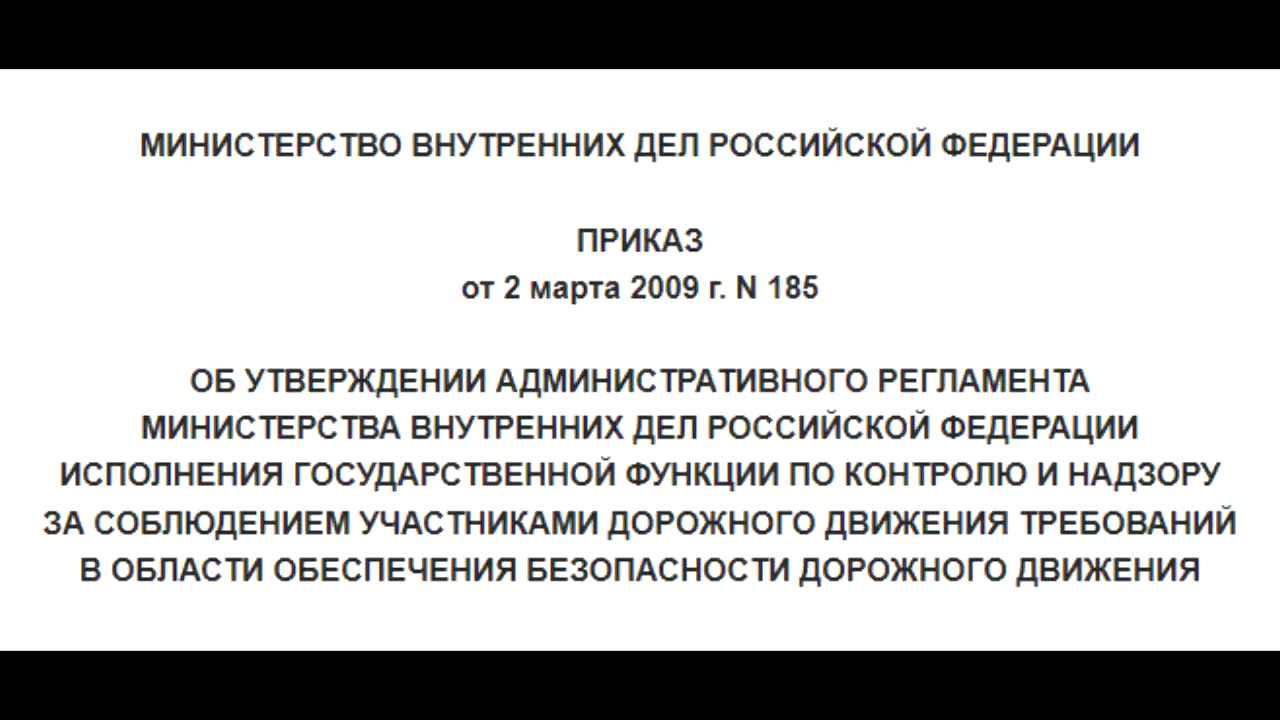 МИНИСТЕРСТВО ВНУТРЕННИХ ДЕЛ РОССИЙСКОЙ ФЕДЕРАЦИИ
ПРИКАЗ
от 2 марта 2009 г. N 185
ОБ УТВЕРЖДЕНИИ АДМИНИСТРАТИВНОГО РЕГЛАМЕНТА
МИНИСТЕРСТВА ВНУТРЕННИХ ДЕЛ РОССИЙСКОЙ ФЕДЕРАЦИИ
ИСПОЛНЕНИЯ ГОСУДАРСТВЕННОЙ ФУНКЦИИ ПО КОНТРОЛЮ И НАДЗОРУ
ЗА СОБЛЮДЕНИЕМ УЧАСТНИКАМИ ДОРОЖНОГО ДВИЖЕНИЯ ТРЕБОВАНИЙ
В ОБЛАСТИ ОБЕСПЕЧЕНИЯ БЕЗОПАСНОСТИ ДОРОЖНОГО ДВИЖЕНИЯ